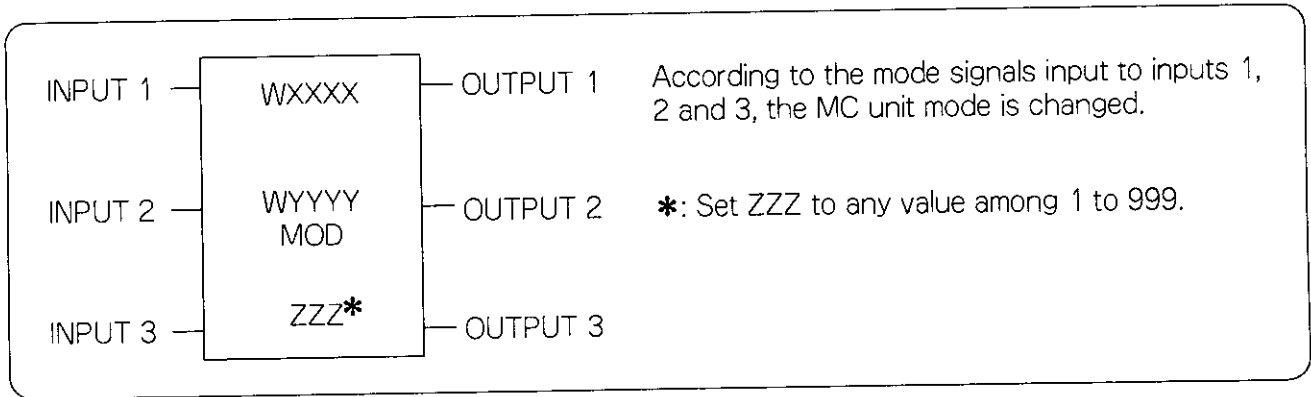 INPUT 1
WXXXX
OUTPUT 1
According to the mode signals input to inputs 1,
2 and 3, the MC unit mode is changed.
INPUT 2
WYYYY
MOD
OUTPUT 2
*: Set ZZZ to any value among 1 to 999.
INPUT 3
ZZZ*
OUTPUT 3